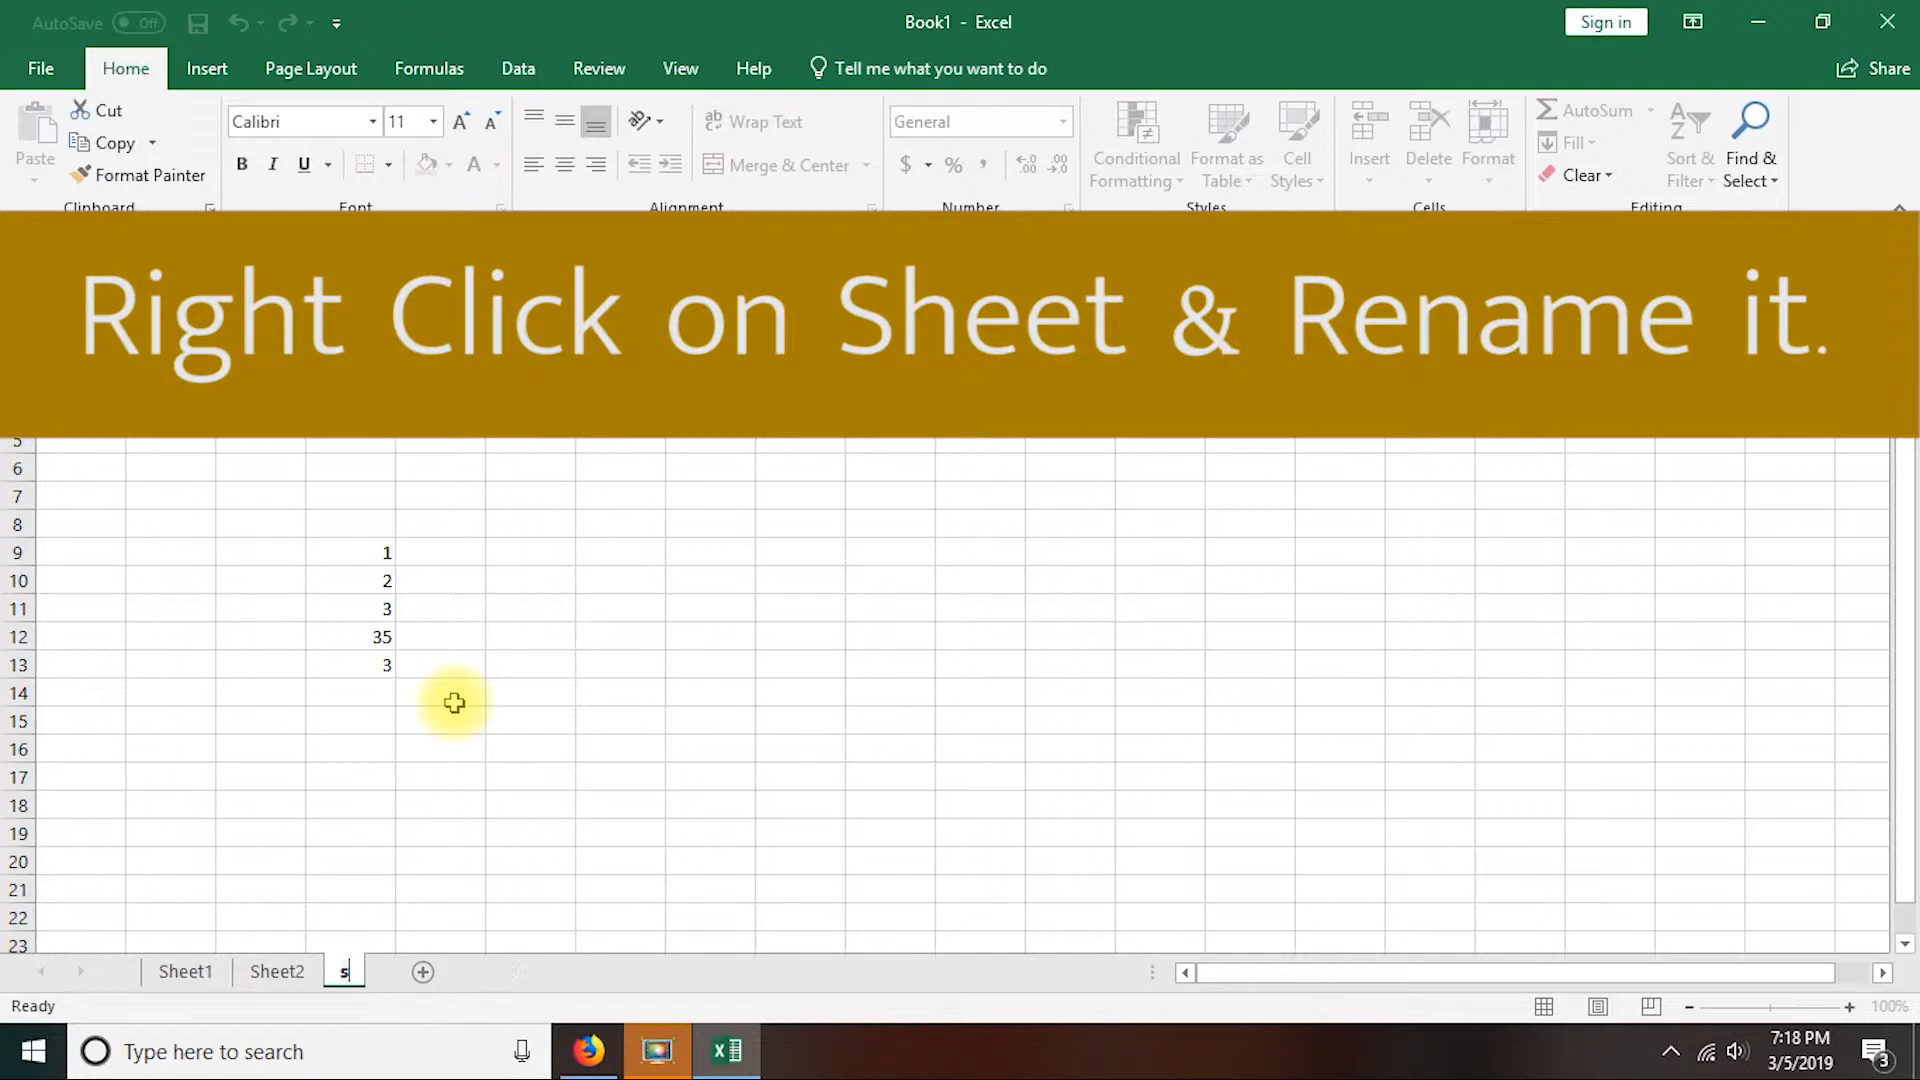 AutoSave Off
Book1 - Excel
Sign in
File Home Insert Page Layout Formulas Data Review View Help Tell me what you want to do Share
Paste
Cut
Copy
Format Painter
Clipboard
Calibri 11
B I U A
Font
ab Wrap Text
Merge & Center
Alignment
General
$ % ,
Number
Conditional Formatting
Format as Table
Cell Styles
Styles
Insert Delete Format
Cells
AutoSum
Fill
Clear
Sort & Filter
Find & Select
Editing
Right Click on Sheet & Rename it.
5
6
7
8
9 1
10 2
11 3
12 35
13 3
14
15
16
17
18
19
20
21
22
23
Sheet1 Sheet2 s
Ready
100%
Type here to search
7:18 PM
3/5/2019
3